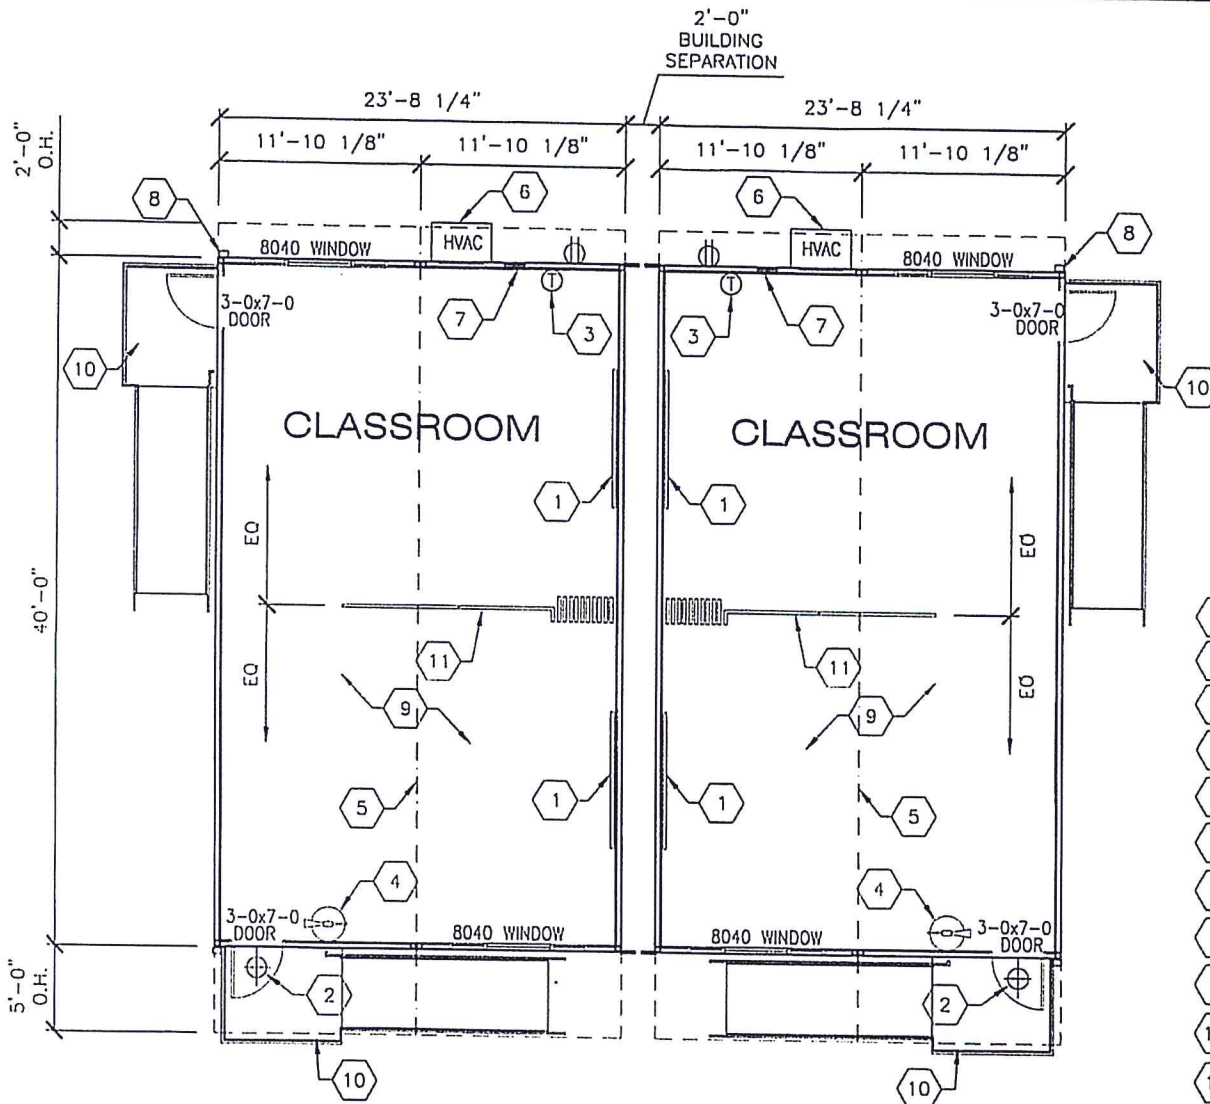 2'-0"
BUILDING
SEPARATION
23'-8 1/4"
23'-8 1/4"
11'-10 1/8"
11'-10 1/8"
11'-10 1/8"
11'-10 1/8"
2'-0"
O.H.
8
6
6
8
HVAC
HVAC
8040 WINDOW
8040 WINDOW
T
T
3-0x7-0
DOOR
3-0x7-0
DOOR
7
3
3
7
10
10
CLASSROOM
CLASSROOM
1
1
EQ
EQ
40'-0"
11
11
EQ
EQ
9
9
1
1
5
5
4
4
3-0x7-0
DOOR
8040 WINDOW
8040 WINDOW
3-0x7-0
DOOR
5'-0"
O.H.
2
2
10
10
1
1